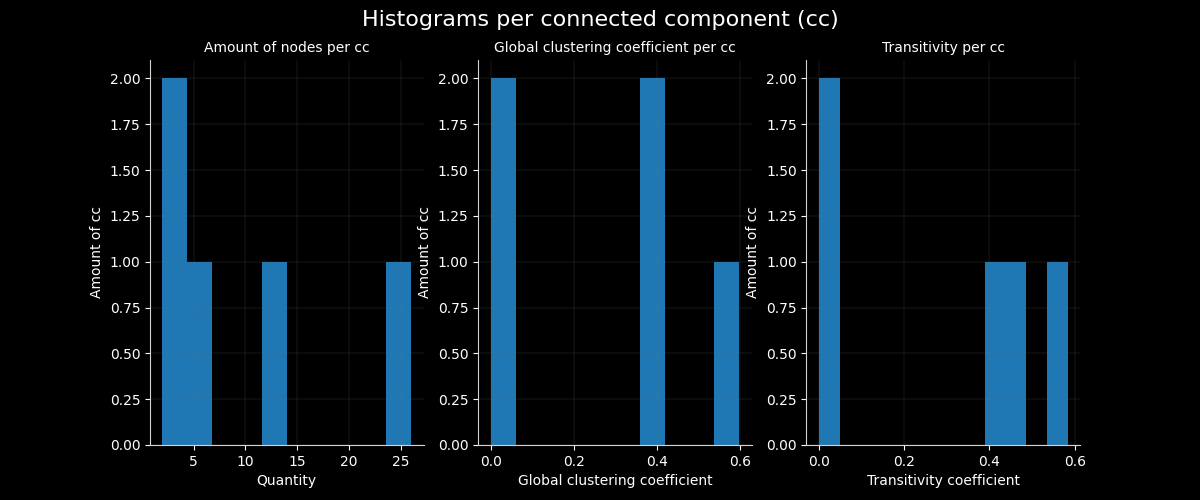 Histograms per connected component (cc)
Amount of nodes per cc
Global clustering coefficient per cc
Transitivity per cc
2.00
1.75
1.50
1.25
1.00
0.75
0.50
0.25
0.00
Amount of cc
5 10 15 20 25
Quantity
2.00
1.75
1.50
1.25
1.00
0.75
0.50
0.25
0.00
Amount of cc
0.0 0.2 0.4 0.6
Global clustering coefficient
2.00
1.75
1.50
1.25
1.00
0.75
0.50
0.25
0.00
Amount of cc
0.0 0.2 0.4 0.6
Transitivity coefficient